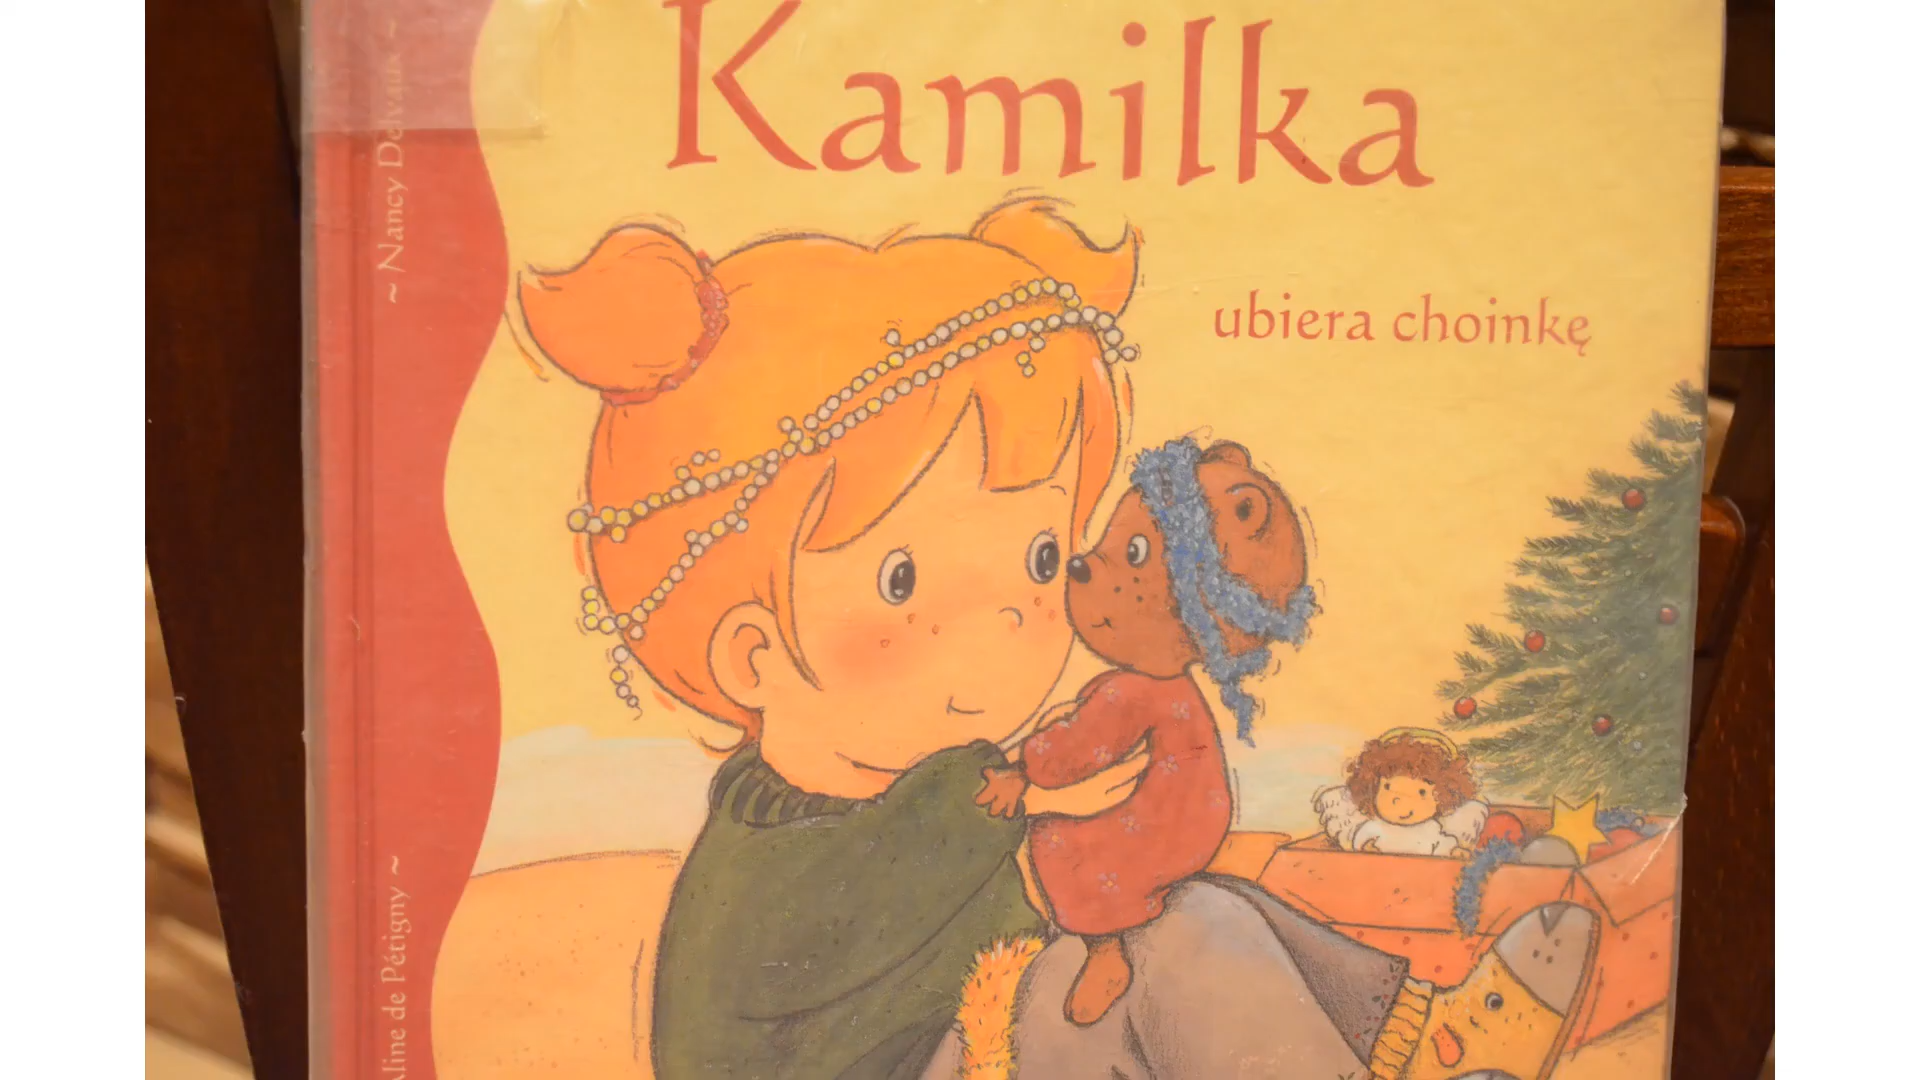 Kamilka
ubiera choinkę
~ Nancy Delvaux ~
Aline de Pétigny ~